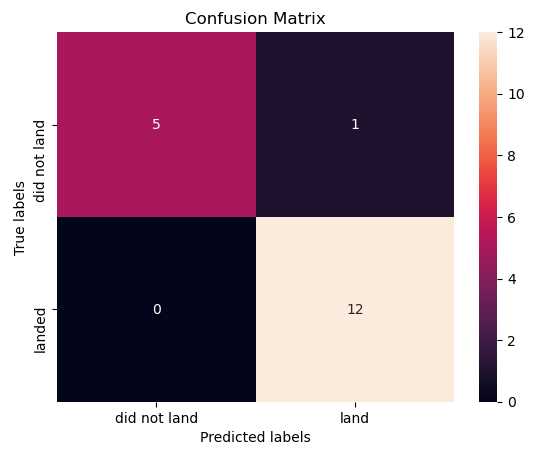 Confusion Matrix
True labels
did not land
landed
5
1
0
12
did not land
land
Predicted labels
12
10
8
6
4
2
0